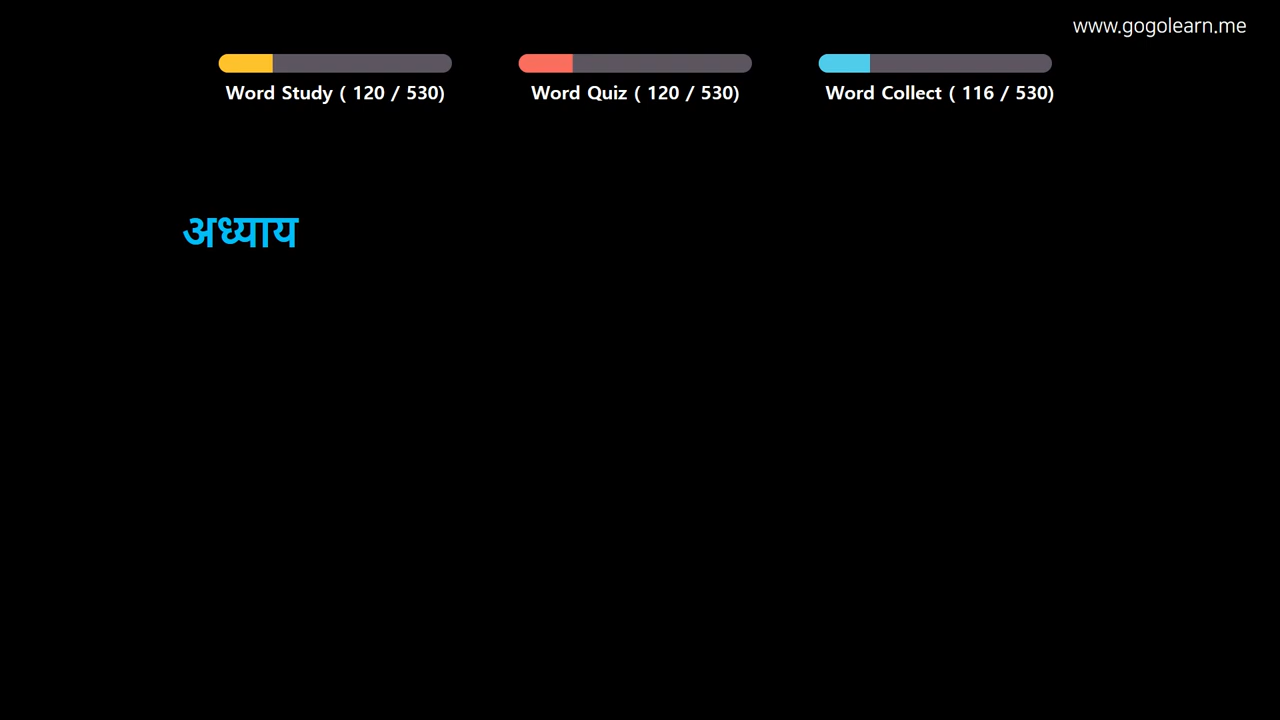 www.gogolearn.me
Word Study ( 120 / 530)
Word Quiz ( 120 / 530)
Word Collect ( 116 / 530)
अध्याय